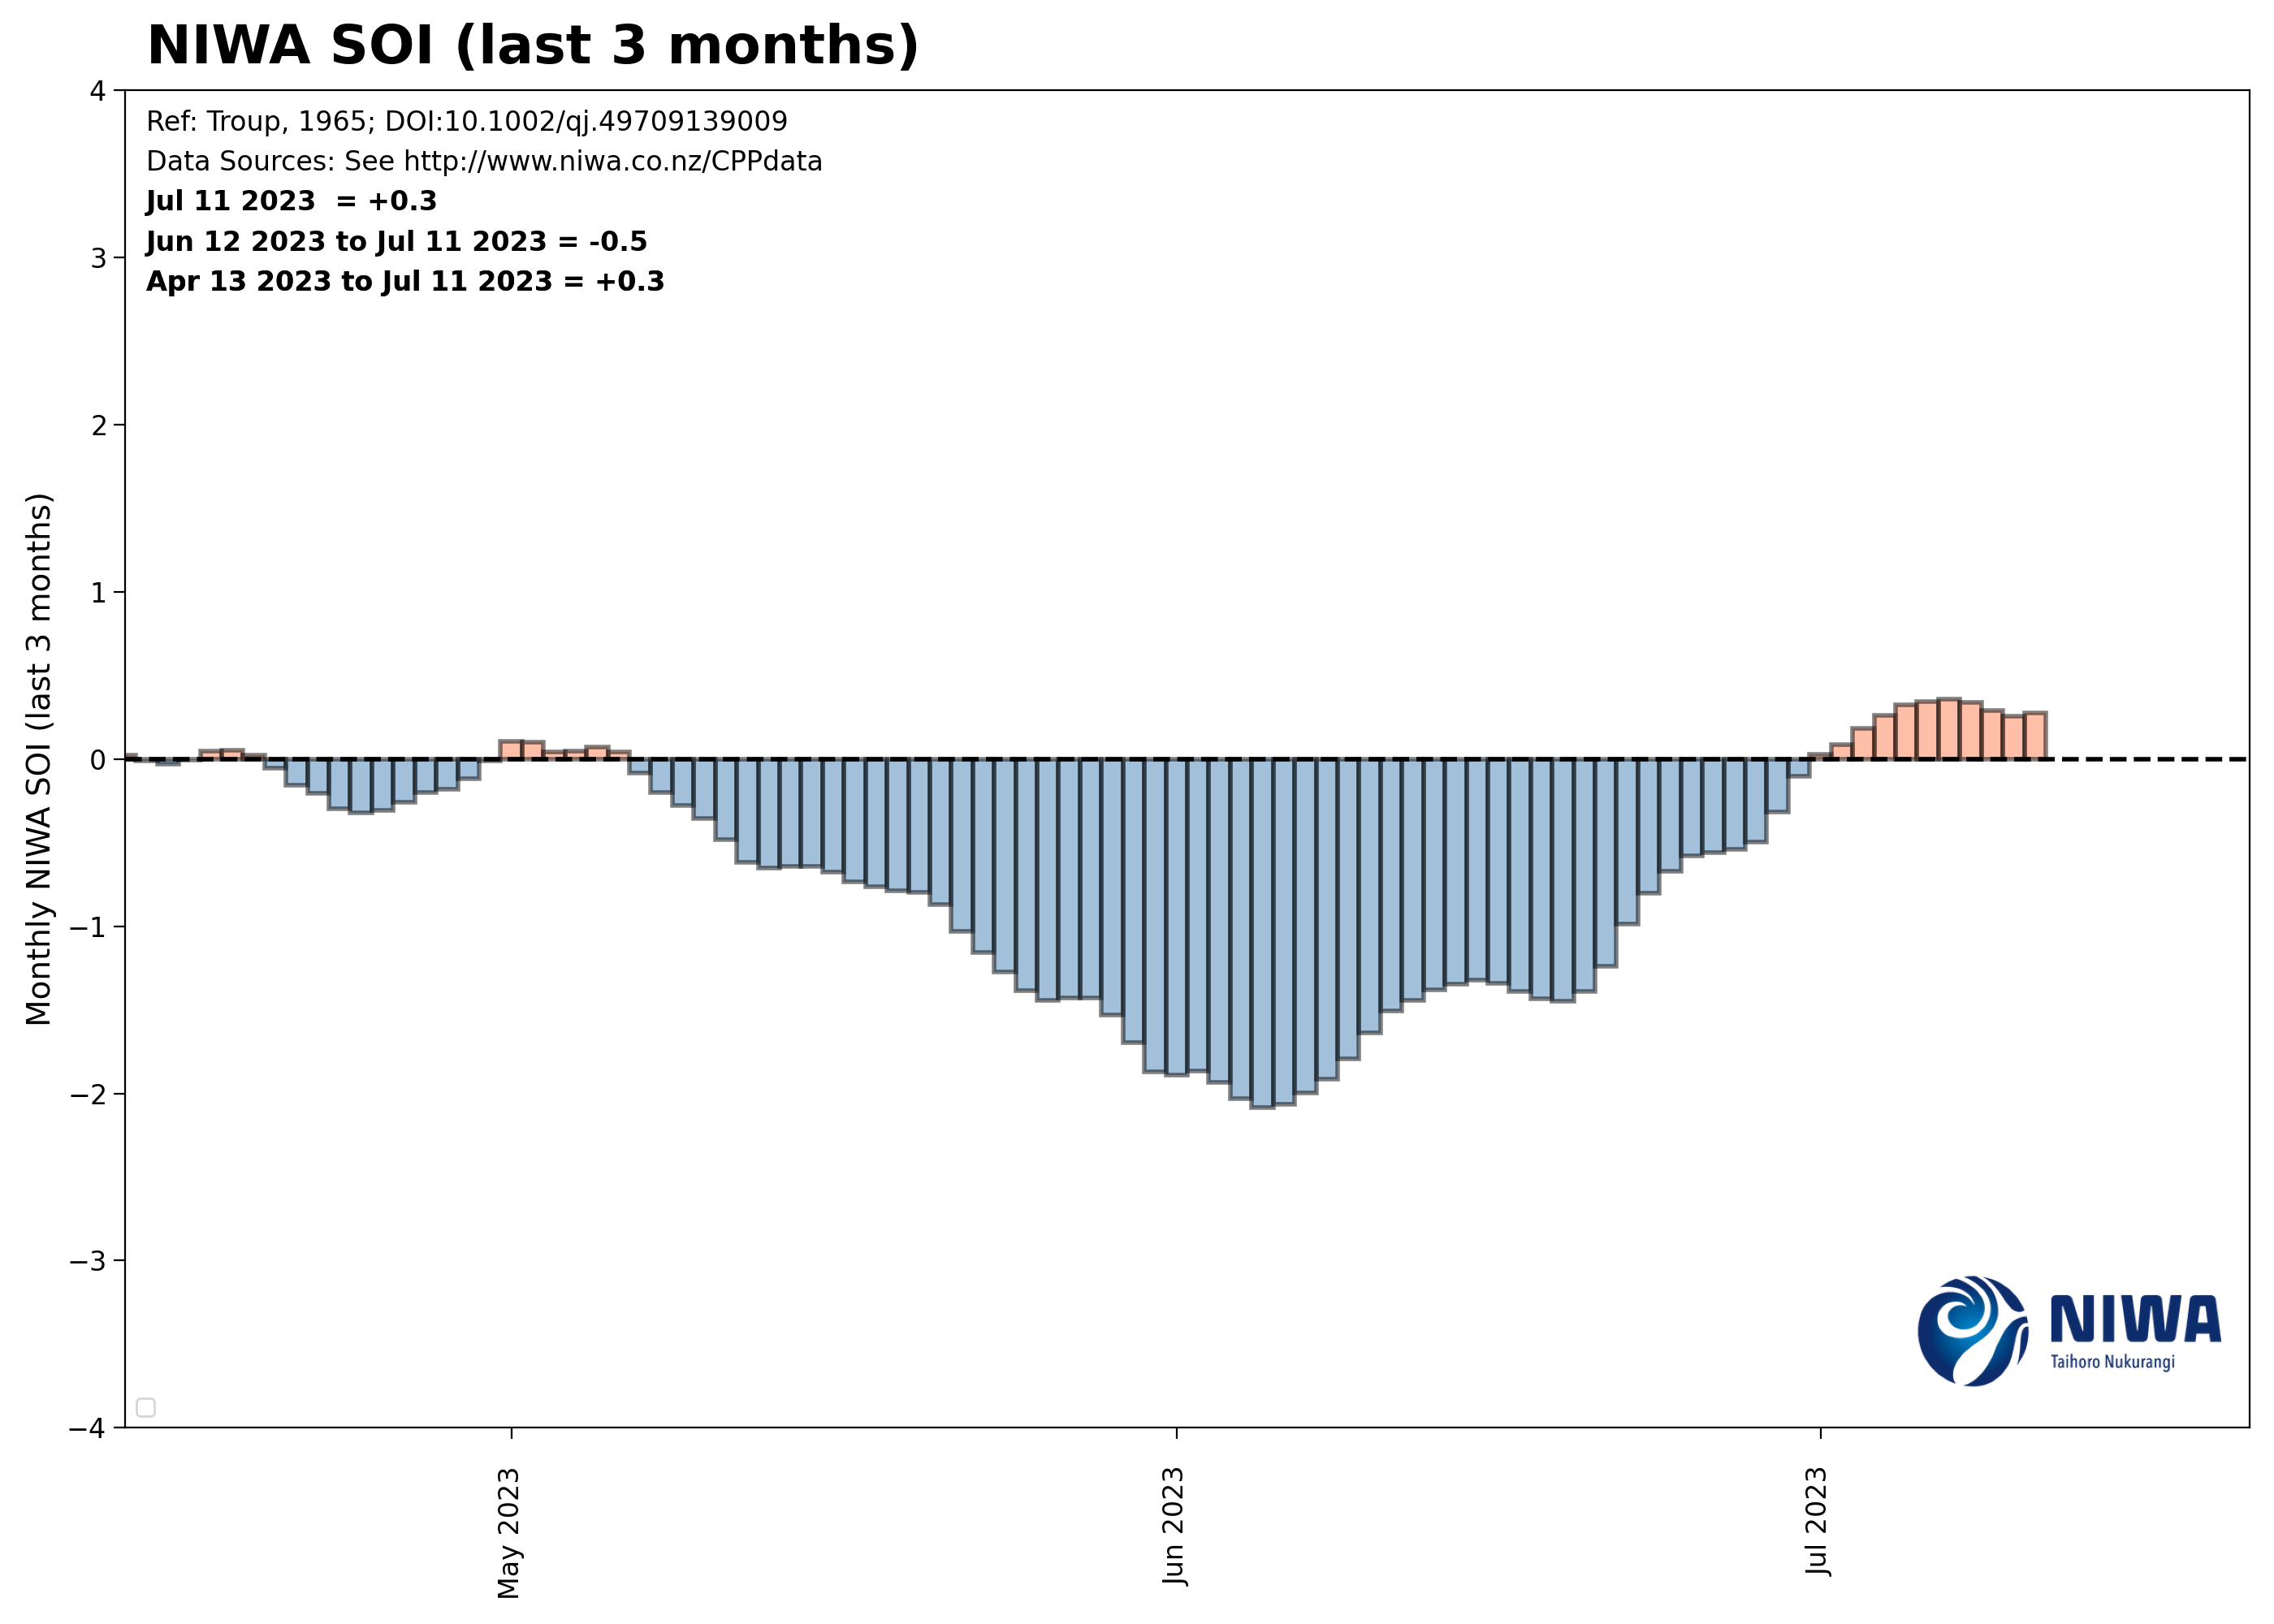 NIWA SOI (last 3 months)
Ref: Troup, 1965; DOI:10.1002/qj.49709139009
Data Sources: See http://www.niwa.co.nz/CPPdata
Jul 11 2023  = +0.3
Jun 12 2023 to Jul 11 2023 = -0.5
Apr 13 2023 to Jul 11 2023 = +0.3
Monthly NIWA SOI (last 3 months)
4
3
2
1
0
−1
−2
−3
−4
NIWA
Taihoro Nukurangi
May 2023
Jun 2023
Jul 2023